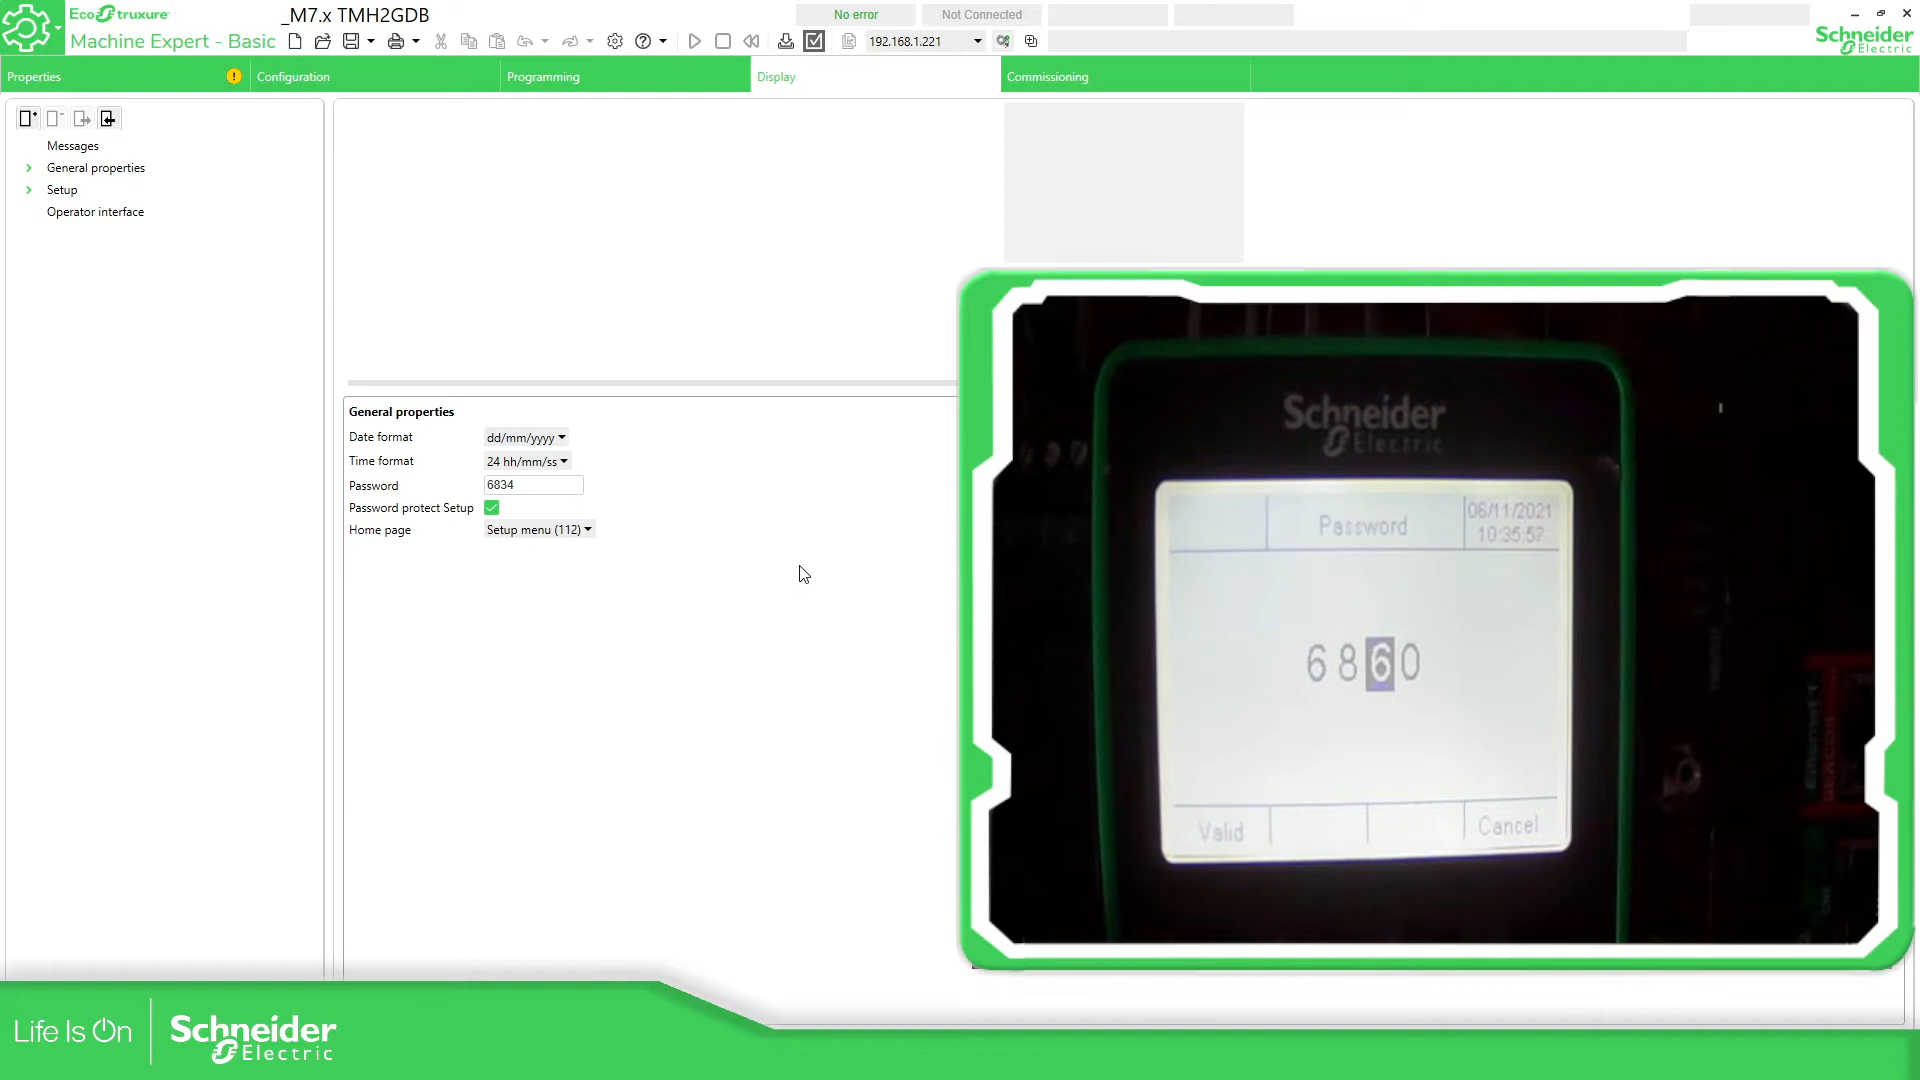 EcoStruxure
Machine Expert - Basic
_M7.x TMH2GDB
No error
Not Connected
192.168.1.221
Schneider
Electric
Properties
Configuration
Programming
Display
Commissioning
Messages
General properties
Setup
Operator interface
General properties
Date format dd/mm/yyyy
Time format 24 hh/mm/ss
Password 6834
Password protect Setup
Home page Setup menu (112)
Schneider
Electric
Password
06/11/2021
10:35:57
6860
Valid Cancel
Ethernet 1
Life Is On
Schneider
Electric